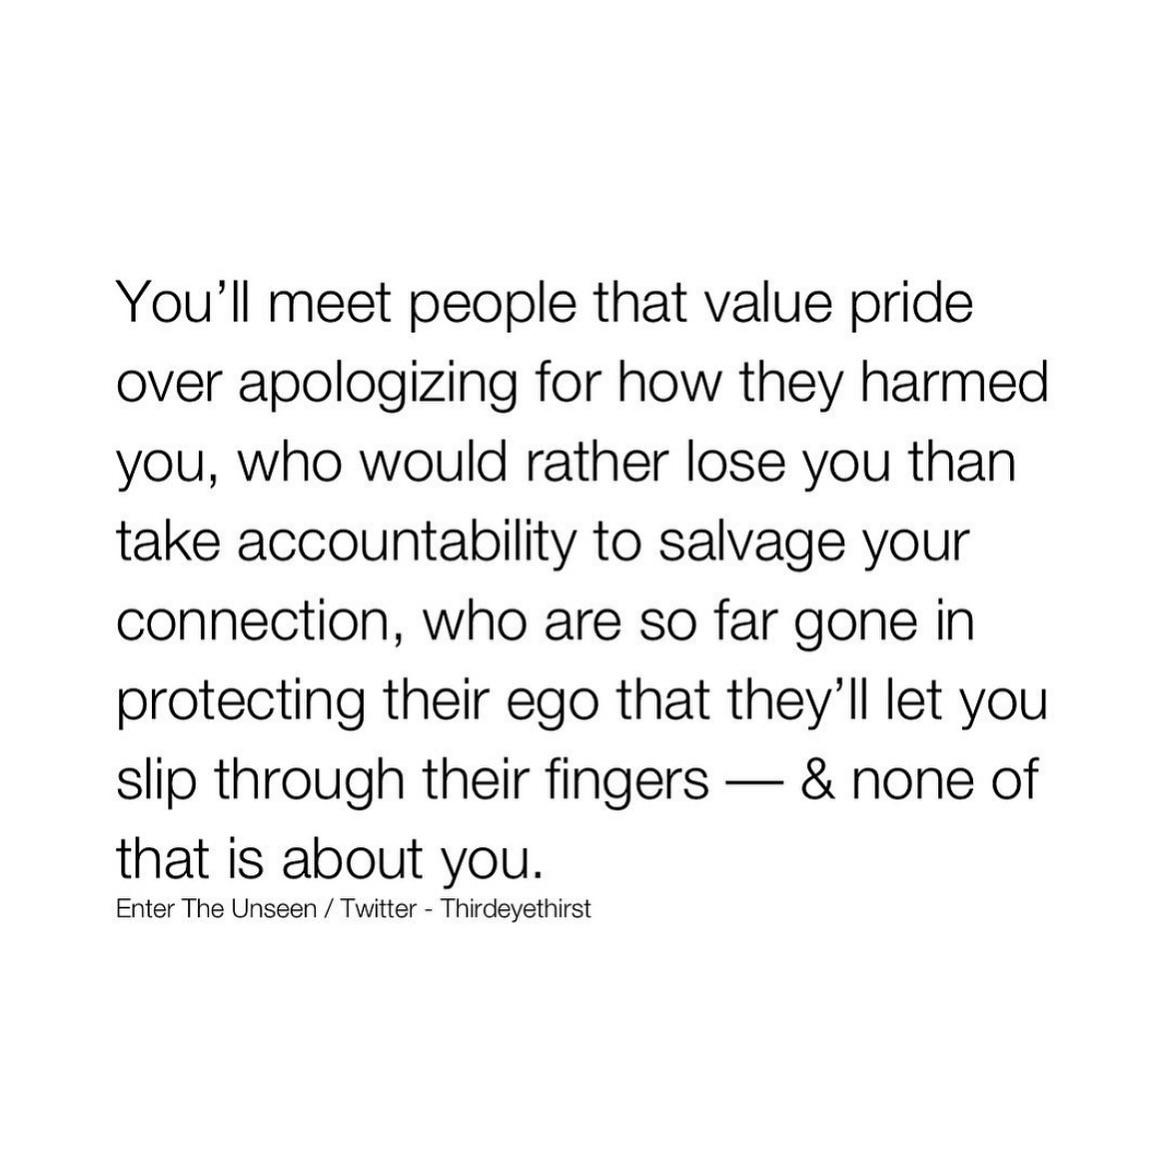 You’ll meet people that value pride
over apologizing for how they harmed
you, who would rather lose you than
take accountability to salvage your
connection, who are so far gone in
protecting their ego that they’ll let you
slip through their fingers — & none of
that is about you.
Enter The Unseen / Twitter - Thirdeyethirst